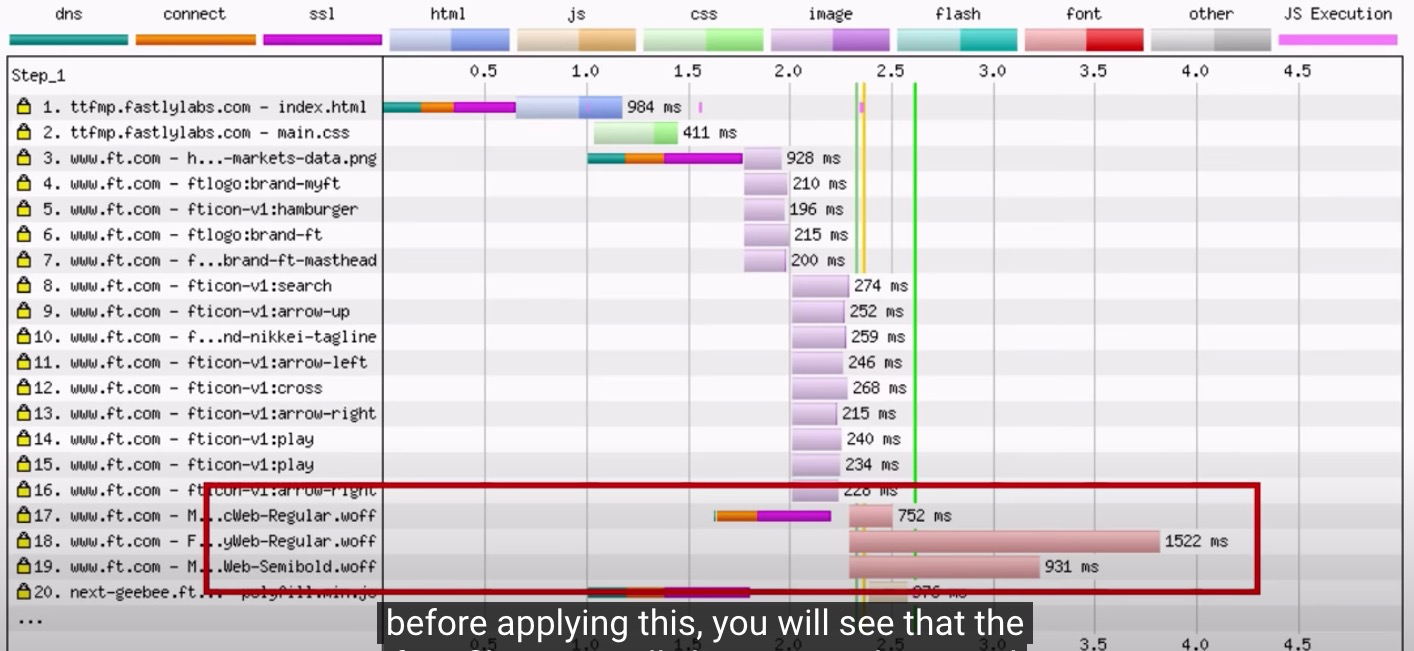 dns connect ssl html js css image flash font other JS Execution
Step_1 0.5 1.0 1.5 2.0 2.5 3.0 3.5 4.0 4.5
1. ttfmp.fastlylabs.com - index.html 984 ms
2. ttfmp.fastlylabs.com - main.css 411 ms
3. www.ft.com - h...-markets-data.png 928 ms
4. www.ft.com - ftlogo:brand-myft 210 ms
5. www.ft.com - fticon-v1:hamburger 196 ms
6. www.ft.com - ftlogo:brand-ft 215 ms
7. www.ft.com - f...brand-ft-masthead 200 ms
8. www.ft.com - fticon-v1:search 274 ms
9. www.ft.com - fticon-v1:arrow-up 252 ms
10. www.ft.com - f...nd-nikkei-tagline 259 ms
11. www.ft.com - fticon-v1:arrow-left 246 ms
12. www.ft.com - fticon-v1:cross 268 ms
13. www.ft.com - fticon-v1:arrow-right 215 ms
14. www.ft.com - fticon-v1:play 240 ms
15. www.ft.com - fticon-v1:play 234 ms
16. www.ft.com - fticon-v1:arrow-right 228 ms
17. www.ft.com - M...cWeb-Regular.woff 752 ms
18. www.ft.com - F...yWeb-Regular.woff 1522 ms
19. www.ft.com - M...Web-Semibold.woff 931 ms
20. next-geebee.ft.... polyfill.min.js 376 ms
...
before applying this, you will see that the
0.5 3.5 4.0 4.5